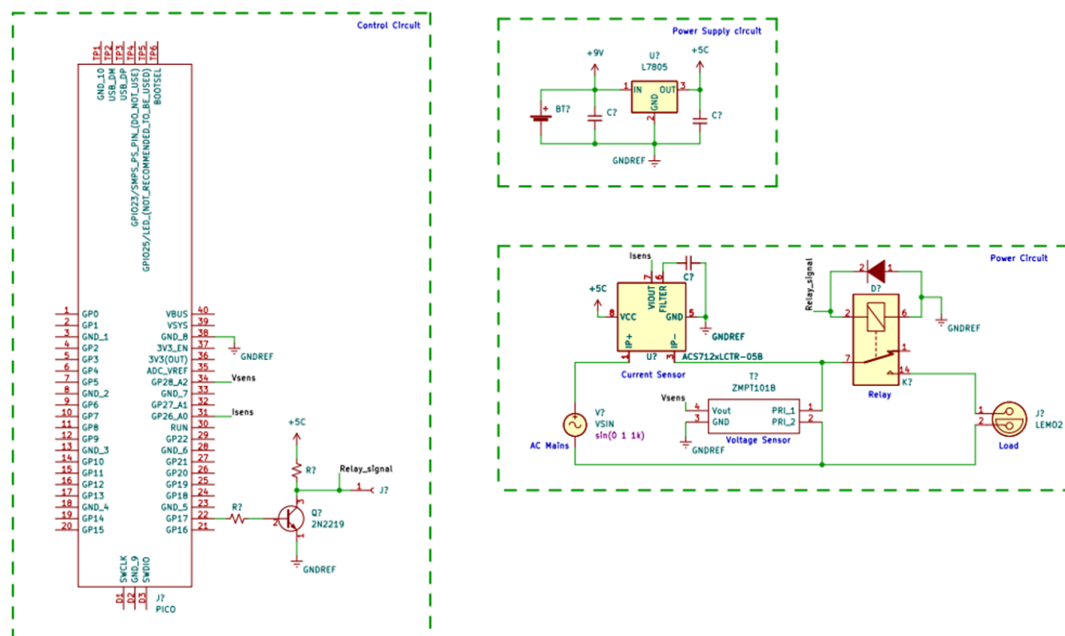 Control Circuit
TP1
TP2
TP3
TP4
TP5
TP6
GND_10
USB_DM
USB_DP
GPIO23/SMPS_PS_PIN_(DO_NOT_USE)
GPIO25/LED_(NOT_RECOMMENDED_TO_BE_USED)
BOOTSEL
1 GP0 VBUS 40
2 GP1 VSYS 39
3 GND_1 GND_8 38
4 GP2 3V3_EN 37
5 GP3 3V3(OUT) 36
6 GP4 ADC_VREF 35
7 GP5 GP28_A2 34 Vsens
8 GND_2 GND_7 33
9 GP6 GP27_A1 32
10 GP7 GP26_A0 31 Isens
11 GP8 RUN 30
12 GP9 GP22 29
13 GND_3 GND_6 28
14 GP10 GP21 27
15 GP11 GP20 26
16 GP12 GP19 25
17 GP13 GP18 24
18 GND_4 GND_5 23
19 GP14 GP17 22
20 GP15 GP16 21
GNDREF
+5C
R?
Relay_signal
1
J?
R?
2
3
1
Q?
2N2219
GNDREF
SWCLK
GND_9
SWDIO
D1
D2
D3
J?
PICO
Power Supply circuit
+9V
U?
L7805
+5C
1 IN OUT 3
GND
2
BT?
+
C?
C?
GNDREF
Power Circuit
Isens
C?
7
6
VIOUT
FILTER
+5C
8 VCC GND 5
GNDREF
IP+
IP-
1
3
U?
ACS712xLCTR-05B
Current Sensor
Relay_signal
2
1
D?
GNDREF
2
6
7
1
14
K?
Relay
T?
ZMPT101B
Vsens
4 Vout PRI_1 1
3 GND PRI_2 2
GNDREF
Voltage Sensor
V?
VSIN
sin(0 1 1k)
AC Mains
1
2
J?
LEMO2
Load